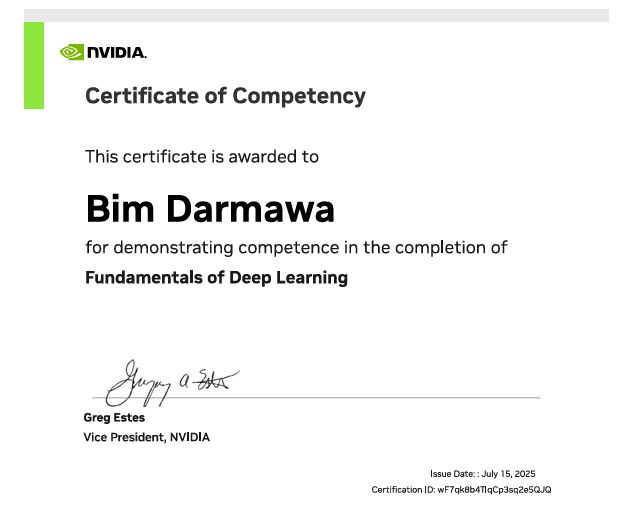 NVIDIA.
Certificate of Competency
This certificate is awarded to
Bim Darmawa
for demonstrating competence in the completion of
Fundamentals of Deep Learning
Gregory A Estes
Greg Estes
Vice President, NVIDIA
Issue Date: : July 15, 2025
Certification ID: wF7qk8b4TlqCp3sq2e5QJQ